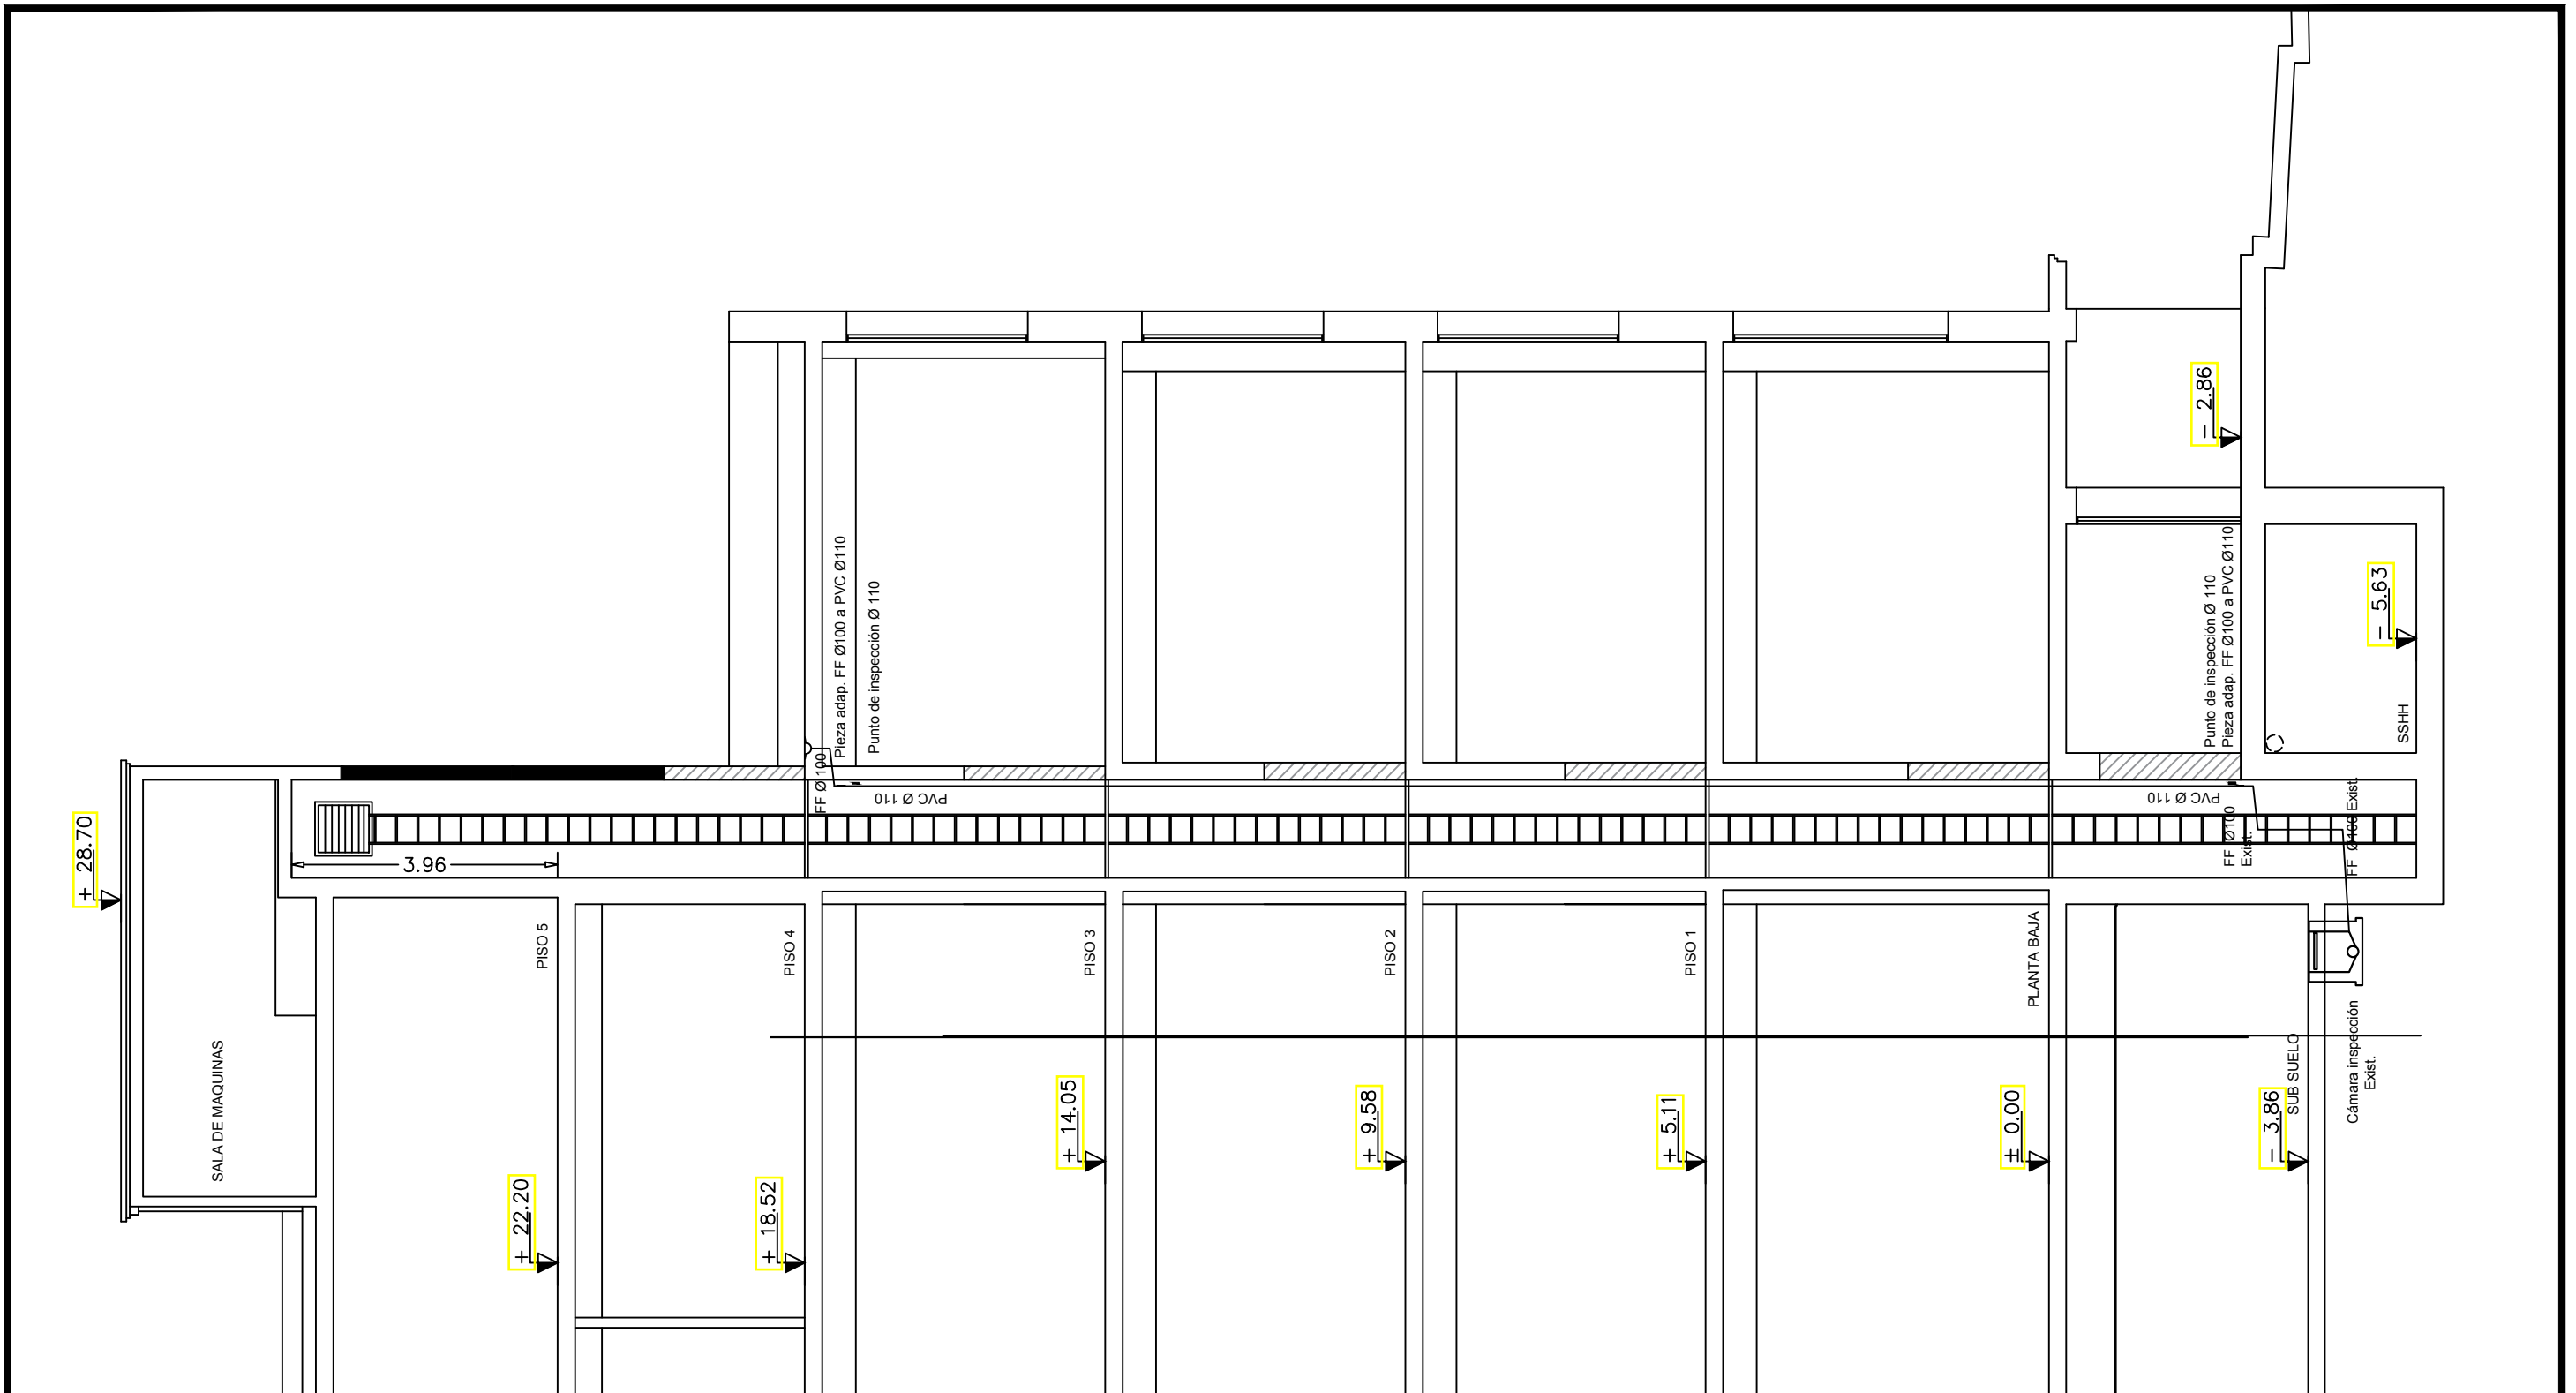 + 28.70
SALA DE MAQUINAS
3.96
+ 22.20
PISO 5
+ 18.52
PISO 4
FF Ø 100
Pieza adap. FF Ø100 a PVC Ø110
Punto de inspección Ø 110
PVC Ø 110
+ 14.05
PISO 3
+ 9.58
PISO 2
+ 5.11
PISO 1
± 0.00
PLANTA BAJA
− 2.86
Punto de inspección Ø 110
Pieza adap. FF Ø100 a PVC Ø110
PVC Ø 110
FF Ø100
Exist.
FF Ø100 Exist.
− 3.86
SUB SUELO
Cámara inspección
Exist.
− 5.63
SSHH